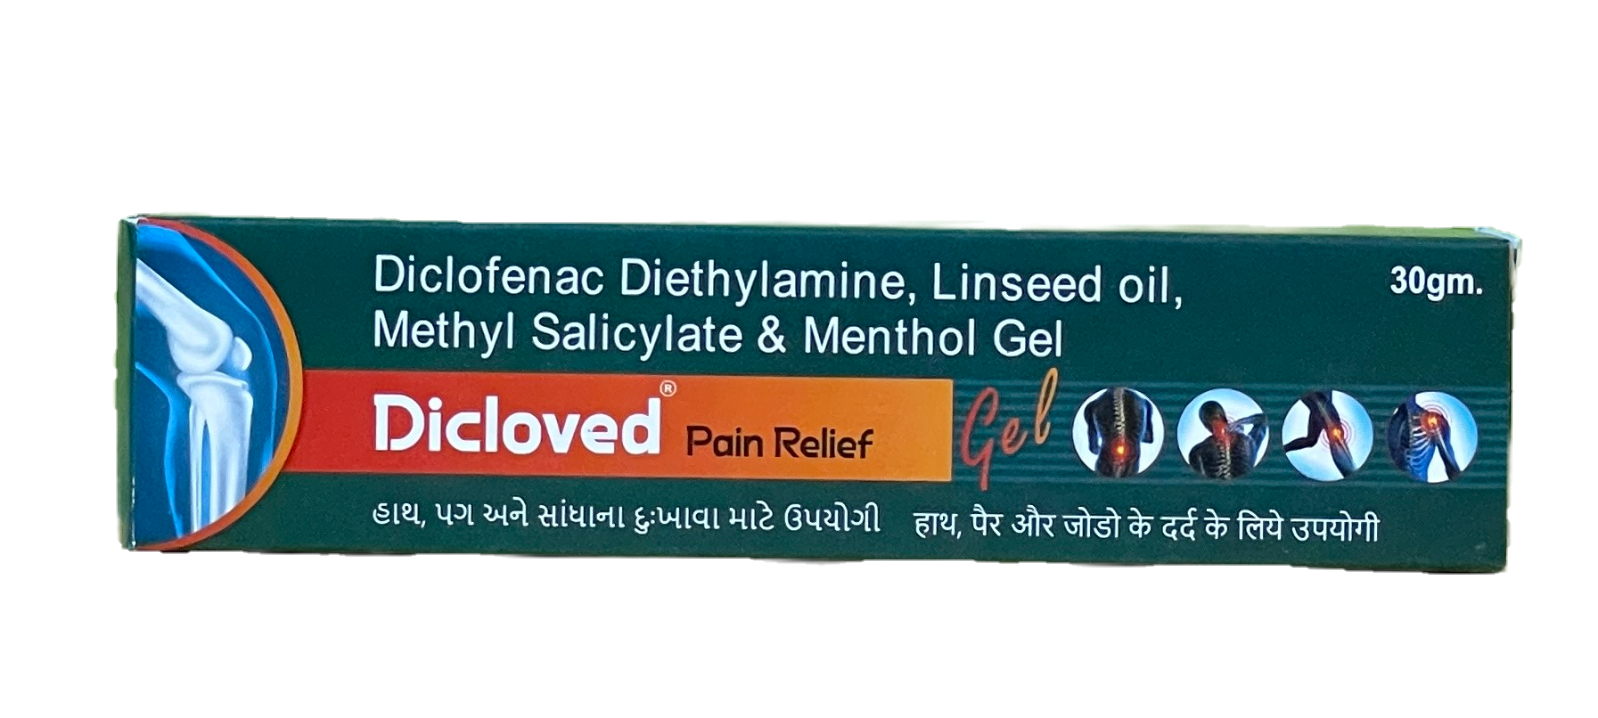 Diclofenac Diethylamine, Linseed oil,
Methyl Salicylate & Menthol Gel
30gm.
Dicloved® Pain Relief Gel
હાથ, પગ અને સાંધાના દુઃખાવા માટે ઉપયોગી
हाथ, पैर और जोडो के दर्द के लिये उपयोगी